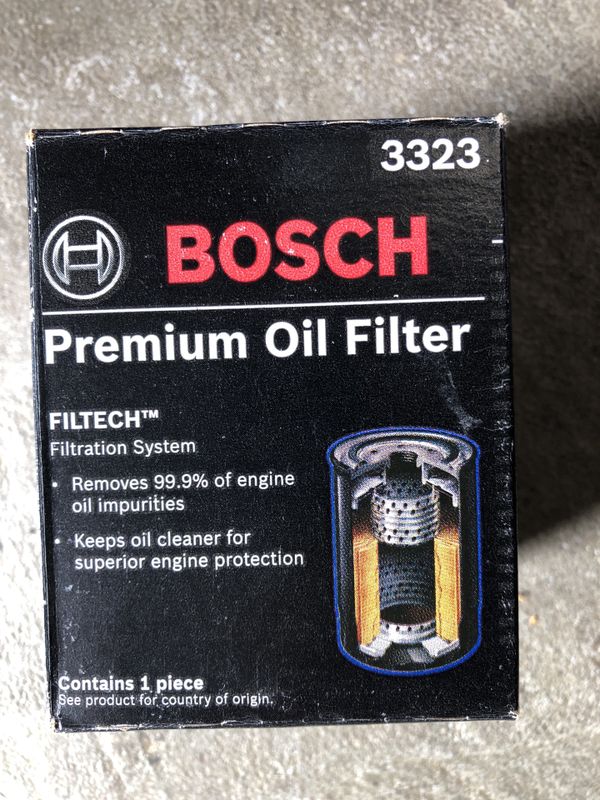 3323
BOSCH
Premium Oil Filter
FILTECH™
Filtration System
• Removes 99.9% of engine
oil impurities
• Keeps oil cleaner for
superior engine protection
Contains 1 piece
See product for country of origin.